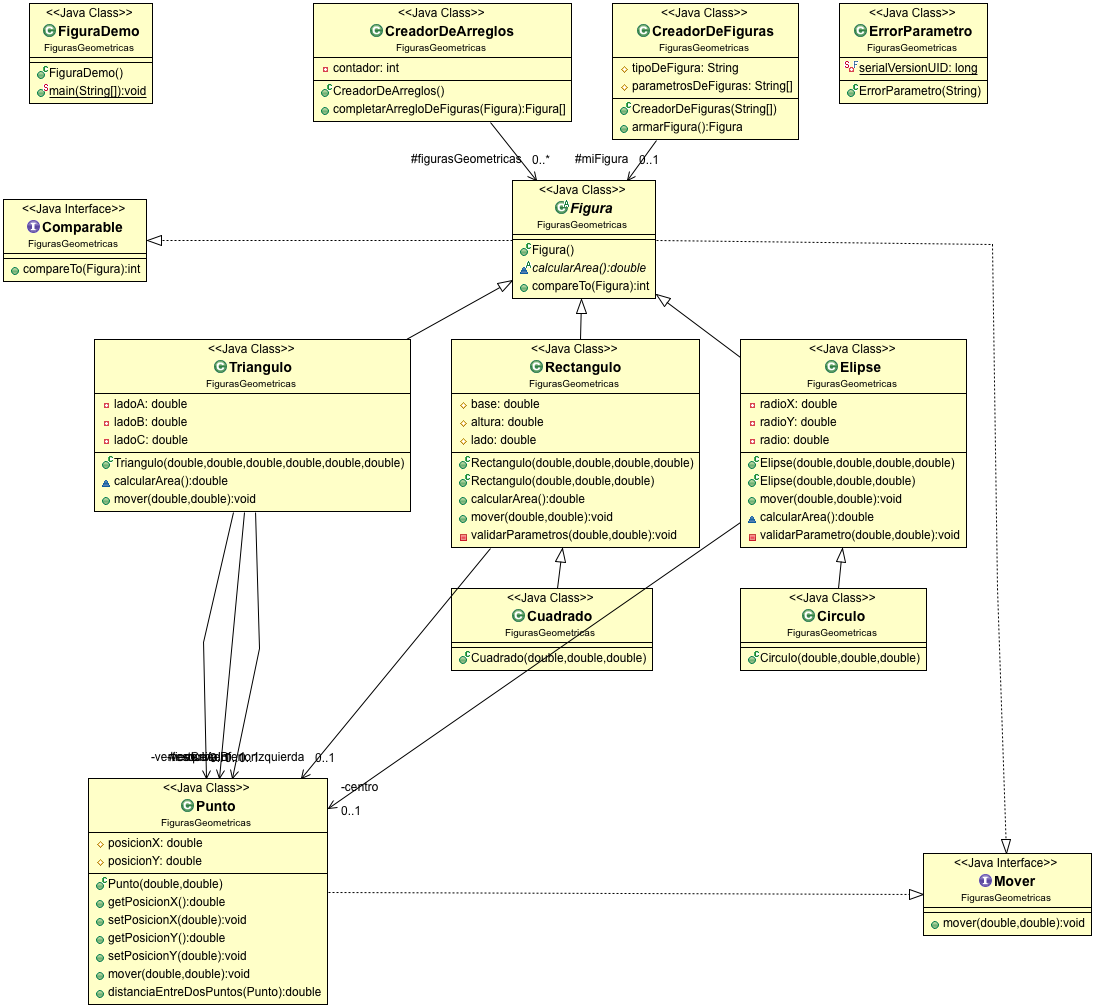 <<Java Class>>
FiguraDemo
FigurasGeometricas
FiguraDemo()
main(String[]):void
<<Java Class>>
CreadorDeArreglos
FigurasGeometricas
contador: int
CreadorDeArreglos()
completarArregloDeFiguras(Figura):Figura[]
<<Java Class>>
CreadorDeFiguras
FigurasGeometricas
tipoDeFigura: String
parametrosDeFiguras: String[]
CreadorDeFiguras(String[])
armarFigura():Figura
<<Java Class>>
ErrorParametro
FigurasGeometricas
serialVersionUID: long
ErrorParametro(String)
#figurasGeometricas 0..*
#miFigura 0..1
<<Java Interface>>
Comparable
FigurasGeometricas
compareTo(Figura):int
<<Java Class>>
Figura
FigurasGeometricas
Figura()
calcularArea():double
compareTo(Figura):int
<<Java Class>>
Triangulo
FigurasGeometricas
ladoA: double
ladoB: double
ladoC: double
Triangulo(double,double,double,double,double,double)
calcularArea():double
mover(double,double):void
<<Java Class>>
Rectangulo
FigurasGeometricas
base: double
altura: double
lado: double
Rectangulo(double,double,double,double)
Rectangulo(double,double,double)
calcularArea():double
mover(double,double):void
validarParametros(double,double):void
<<Java Class>>
Elipse
FigurasGeometricas
radioX: double
radioY: double
radio: double
Elipse(double,double,double,double)
Elipse(double,double,double)
mover(double,double):void
calcularArea():double
validarParametro(double,double):void
<<Java Class>>
Cuadrado
FigurasGeometricas
Cuadrado(double,double,double)
<<Java Class>>
Circulo
FigurasGeometricas
Circulo(double,double,double)
0..1
-centro
0..1
<<Java Class>>
Punto
FigurasGeometricas
posicionX: double
posicionY: double
Punto(double,double)
getPosicionX():double
setPosicionX(double):void
getPosicionY():double
setPosicionY(double):void
mover(double,double):void
distanciaEntreDosPuntos(Punto):double
<<Java Interface>>
Mover
FigurasGeometricas
mover(double,double):void